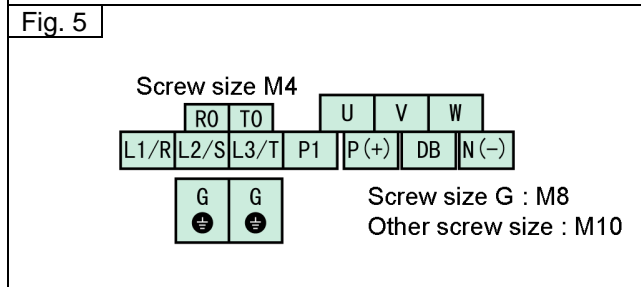 Fig. 5
Screw size M4
R0 T0 U V W
L1/R L2/S L3/T P1 P(+) DB N(-)
G G
Screw size G : M8
Other screw size : M10